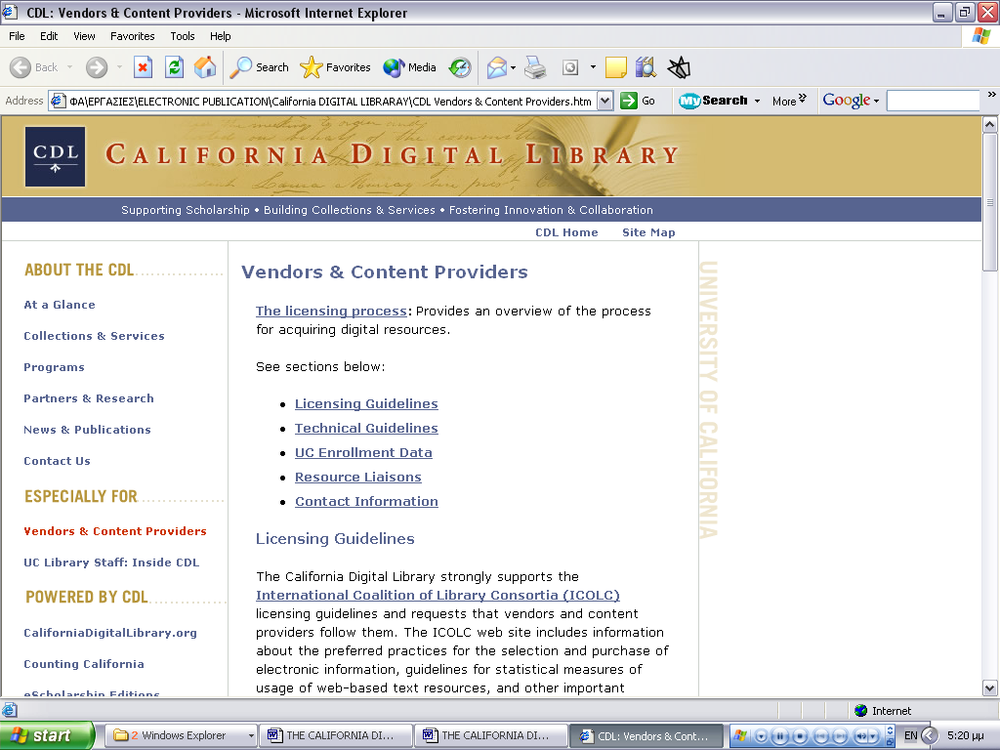 CDL: Vendors & Content Providers - Microsoft Internet Explorer
File Edit View Favorites Tools Help
Back Search Favorites Media
Address ΦΑ\ΕΡΓΑΣΙΕΣ\ELECTRONIC PUBLICATION\California DIGITAL LIBRARAY\CDL Vendors & Content Providers.htm Go My Search More Google
CDL CALIFORNIA DIGITAL LIBRARY
Supporting Scholarship • Building Collections & Services • Fostering Innovation & Collaboration
CDL Home Site Map
ABOUT THE CDL
At a Glance
Collections & Services
Programs
Partners & Research
News & Publications
Contact Us
ESPECIALLY FOR
Vendors & Content Providers
UC Library Staff: Inside CDL
POWERED BY CDL
CaliforniaDigitalLibrary.org
Counting California
eScholarship Editions
Vendors & Content Providers
The licensing process: Provides an overview of the process
for acquiring digital resources.
See sections below:
• Licensing Guidelines
• Technical Guidelines
• UC Enrollment Data
• Resource Liaisons
• Contact Information
Licensing Guidelines
The California Digital Library strongly supports the
International Coalition of Library Consortia (ICOLC)
licensing guidelines and requests that vendors and content
providers follow them. The ICOLC web site includes information
about the preferred practices for the selection and purchase of
electronic information, guidelines for statistical measures of
usage of web-based text resources, and other important
UNIVERSITY OF CALIFORNIA
Internet
start 2 Windows Explorer THE CALIFORNIA DI... THE CALIFORNIA DI... CDL: Vendors & Cont... EN 5:20 μμ